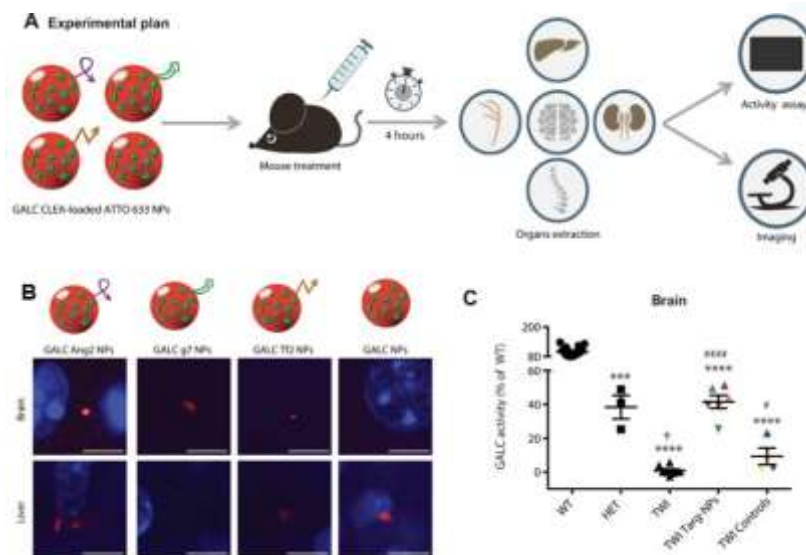 A Experimental plan
GALC CLEA-loaded ATTO 633 NPs
Mouse treatment
4 hours
Organs extraction
Activity assay
Imaging
B
GALC Ang2 NPs
GALC g7 NPs
GALC Tf2 NPs
GALC NPs
Brain
Liver
C
Brain
GALC activity (% of WT)
200
80
60
40
20
0
***
****
####
****
****
WT
HET
TWI
TWI Targ-NPs
TWI Controls